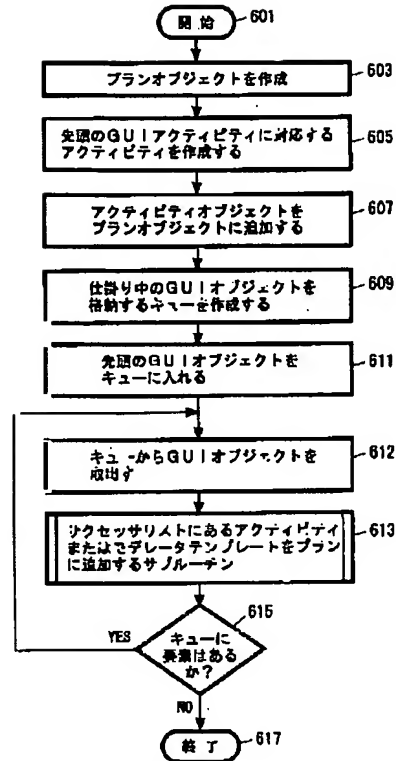 開始
601
プランオブジェクトを作成
603
先頭のGUIアクティビティに対応する
アクティビティを作成する
605
アクティビティオブジェクトを
プランオブジェクトに追加する
607
仕掛り中のGUIオブジェクトを
格納するキューを作成する
609
先頭のGUIオブジェクトを
キューに入れる
611
キューからGUIオブジェクトを
取出す
612
サクセッサリストにあるアクティビティ
または テンプレートをプラン
に追加するサブルーチン
613
615
YES
キューに
要素はある
か?
NO
終了
617